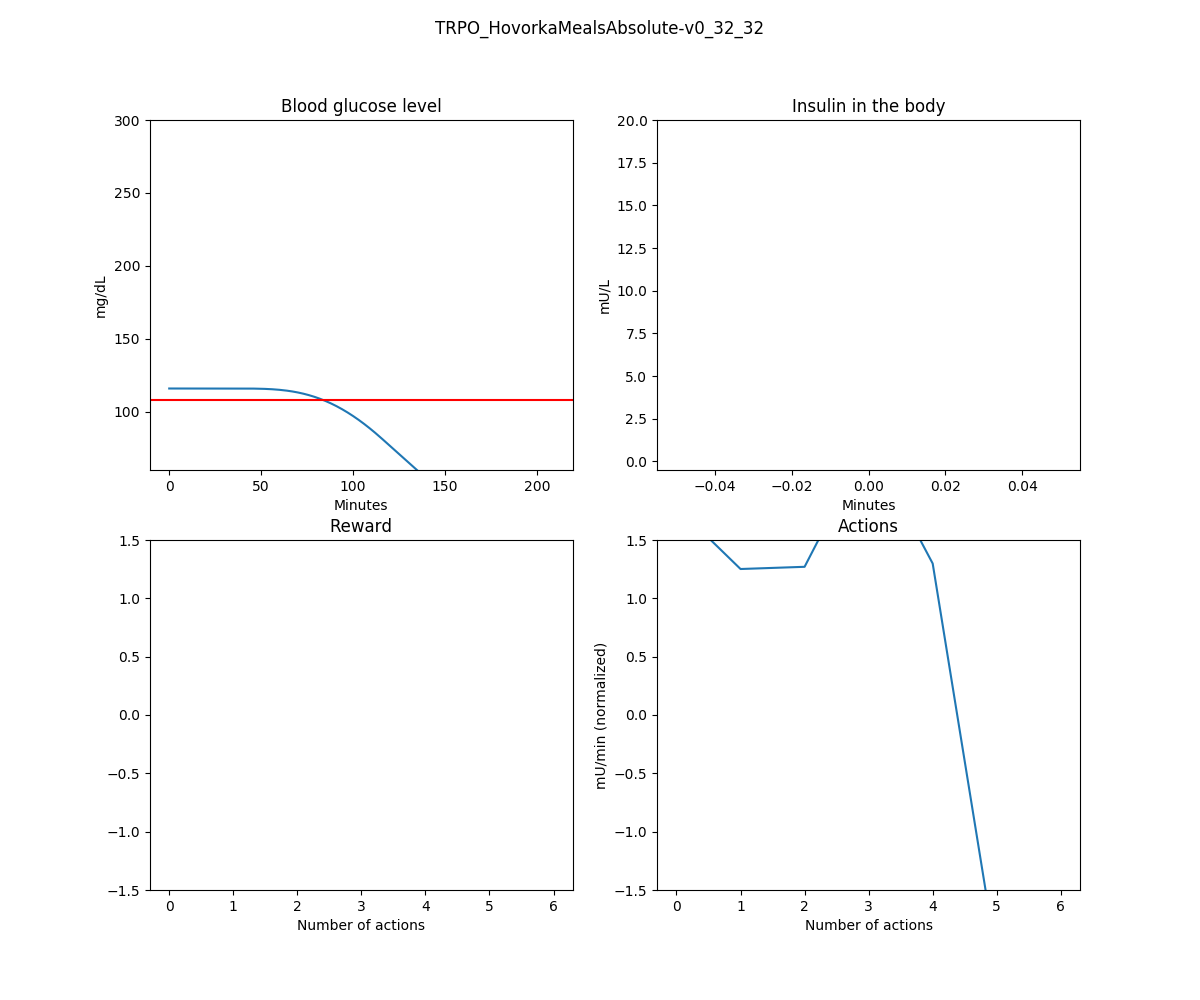 TRPO_HovorkaMealsAbsolute-v0_32_32
Blood glucose level
300
250
200
150
100
mg/dL
0 50 100 150 200
Minutes
Insulin in the body
20.0
17.5
15.0
12.5
10.0
7.5
5.0
2.5
0.0
mU/L
−0.04 −0.02 0.00 0.02 0.04
Minutes
Reward
1.5
1.0
0.5
0.0
−0.5
−1.0
−1.5
0 1 2 3 4 5 6
Number of actions
Actions
1.5
1.0
0.5
0.0
−0.5
−1.0
−1.5
mU/min (normalized)
0 1 2 3 4 5 6
Number of actions